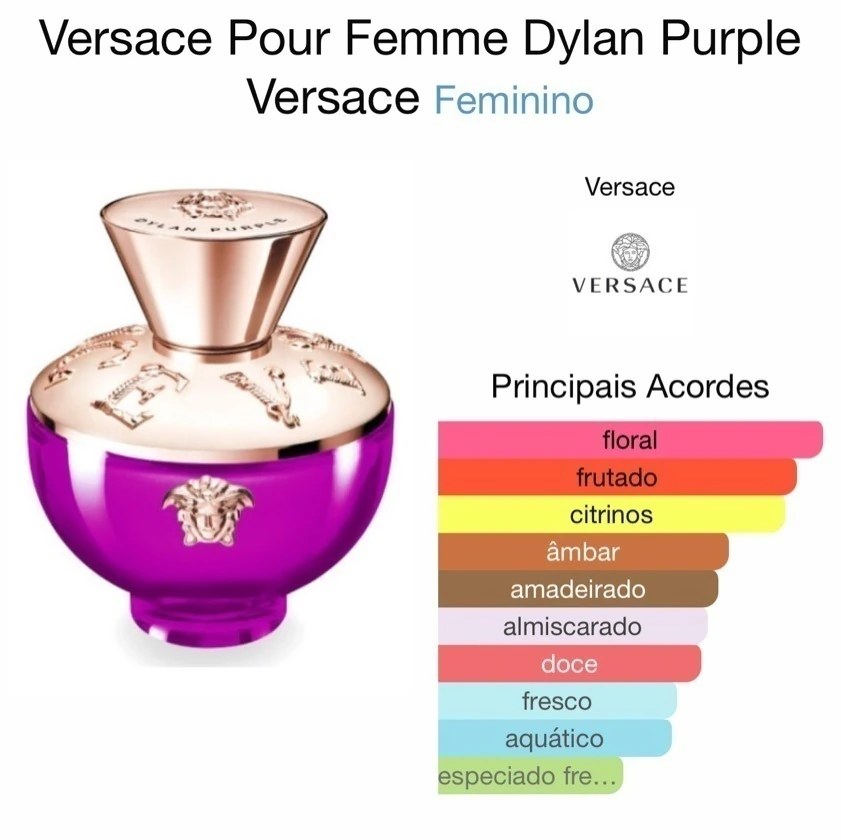 Versace Pour Femme Dylan Purple
Versace Feminino
DYLAN PURPLE
Versace
VERSACE
Principais Acordes
floral
frutado
citrinos
âmbar
amadeirado
almiscarado
doce
fresco
aquático
especiado fre...